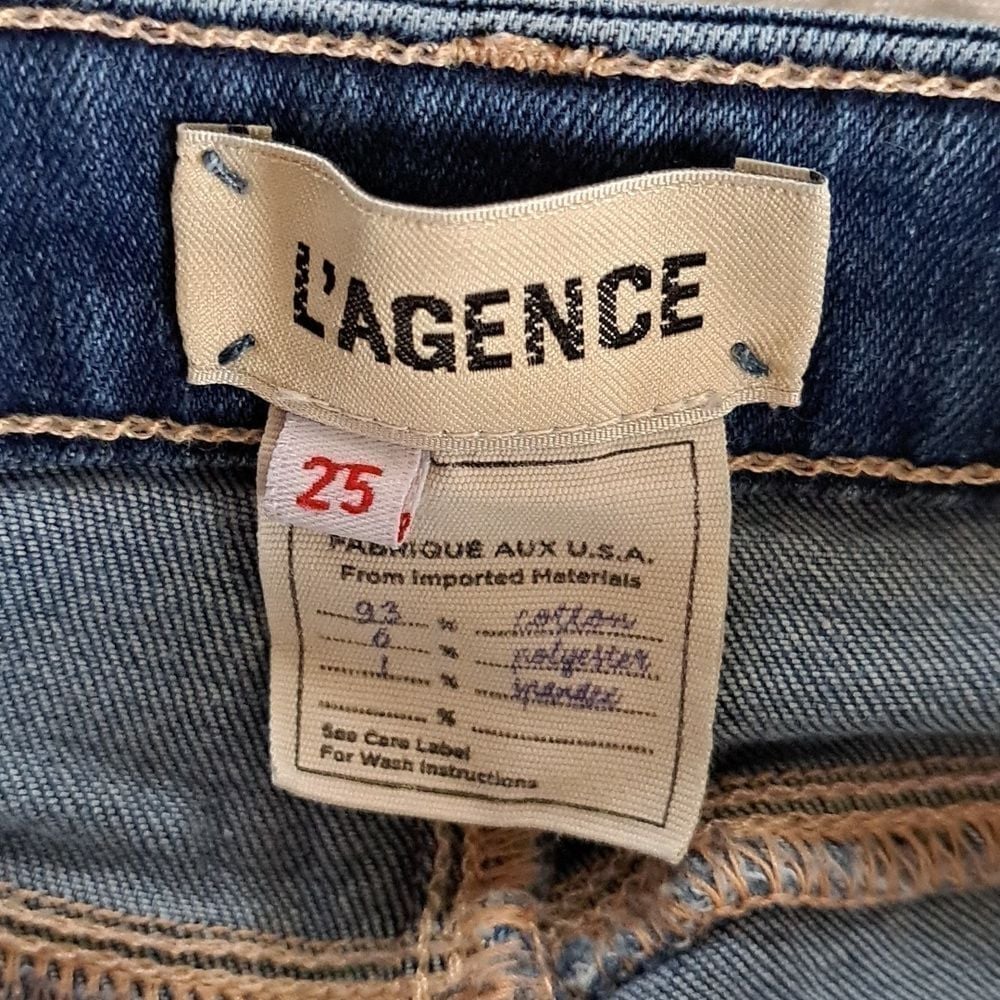 L'AGENCE
25
FABRIQUE AUX U.S.A.
From Imported Materials
93 % cotton
6 % polyester
1 % spandex
%
See Care Label
For Wash Instructions